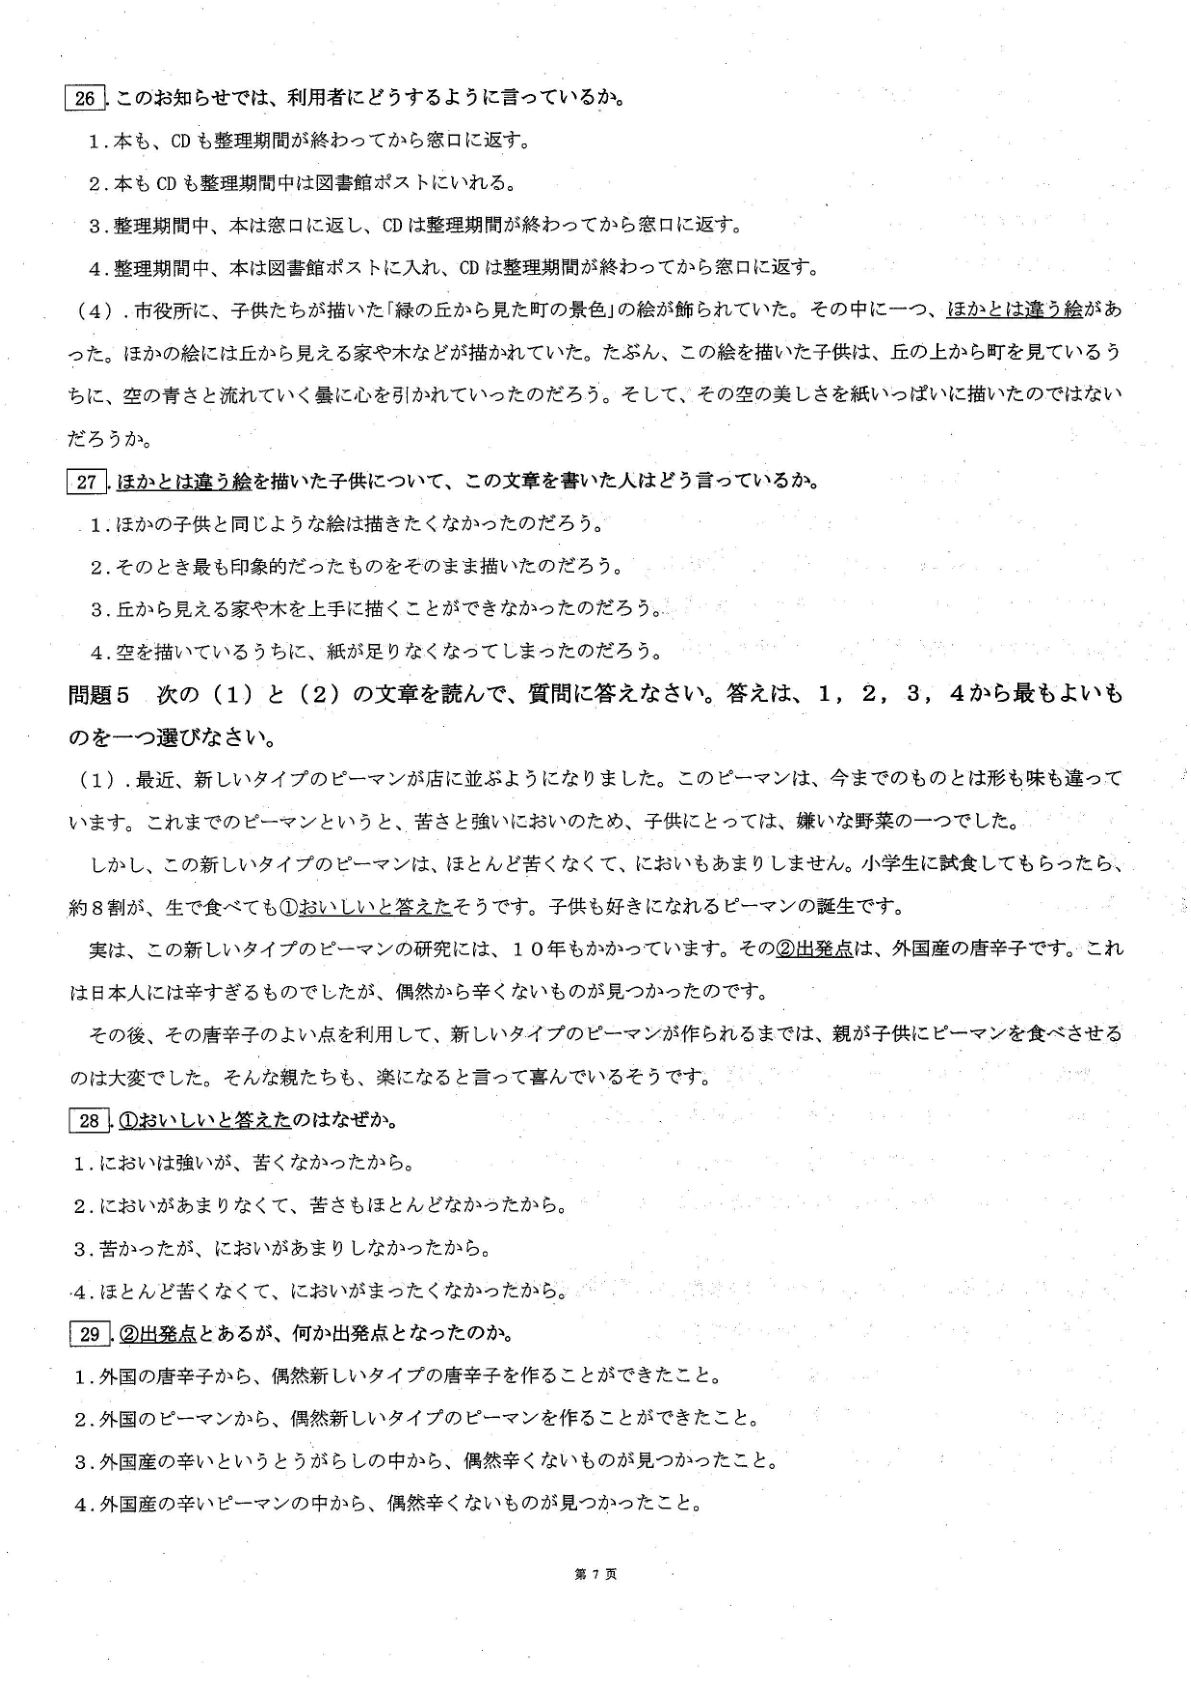 26.このお知らせでは、利用者にどうするように言っているか。
1.本も、CDも整理期間が終わってから窓口に返す。
2.本もCDも整理期間中は図書館ポストにいれる。
3.整理期間中、本は窓口に返し、CDは整理期間が終わってから窓口に返す。
4.整理期間中、本は図書館ポストに入れ、CDは整理期間が終わってから窓口に返す。
（4）.市役所に、子供たちが描いた「緑の丘から見た町の景色」の絵が飾られていた。その中に一つ、ほかとは違う絵があ
った。ほかの絵には丘から見える家や木などが描かれていた。たぶん、この絵を描いた子供は、丘の上から町を見ているう
ちに、空の青さと流れていく曇に心を引かれていったのだろう。そして、その空の美しさを紙いっぱいに描いたのではない
だろうか。
27.ほかとは違う絵を描いた子供について、この文章を書いた人はどう言っているか。
1.ほかの子供と同じような絵は描きたくなかったのだろう。
2.そのとき最も印象的だったものをそのまま描いたのだろう。
3.丘から見える家や木を上手に描くことができなかったのだろう。
4.空を描いているうちに、紙が足りなくなってしまったのだろう。
問題5　次の（1）と（2）の文章を読んで、質問に答えなさい。答えは、1，2，3，4から最もよいも
のを一つ選びなさい。
（1）.最近、新しいタイプのピーマンが店に並ぶようになりました。このピーマンは、今までのものとは形も味も違って
います。これまでのピーマンというと、苦さと強いにおいのため、子供にとっては、嫌いな野菜の一つでした。
しかし、この新しいタイプのピーマンは、ほとんど苦くなくて、においもあまりしません。小学生に試食してもらったら、
約8割が、生で食べても①おいしいと答えたそうです。子供も好きになれるピーマンの誕生です。
実は、この新しいタイプのピーマンの研究には、10年もかかっています。その②出発点は、外国産の唐辛子です。これ
は日本人には辛すぎるものでしたが、偶然から辛くないものが見つかったのです。
その後、その唐辛子のよい点を利用して、新しいタイプのピーマンが作られるまでは、親が子供にピーマンを食べさせる
のは大変でした。そんな親たちも、楽になると言って喜んでいるそうです。
28.①おいしいと答えたのはなぜか。
1.においは強いが、苦くなかったから。
2.においがあまりなくて、苦さもほとんどなかったから。
3.苦かったが、においがあまりしなかったから。
4.ほとんど苦くなくて、においがまったくなかったから。
29.②出発点とあるが、何か出発点となったのか。
1.外国の唐辛子から、偶然新しいタイプの唐辛子を作ることができたこと。
2.外国のピーマンから、偶然新しいタイプのピーマンを作ることができたこと。
3.外国産の辛いというとうがらしの中から、偶然辛くないものが見つかったこと。
4.外国産の辛いピーマンの中から、偶然辛くないものが見つかったこと。
第 7 页